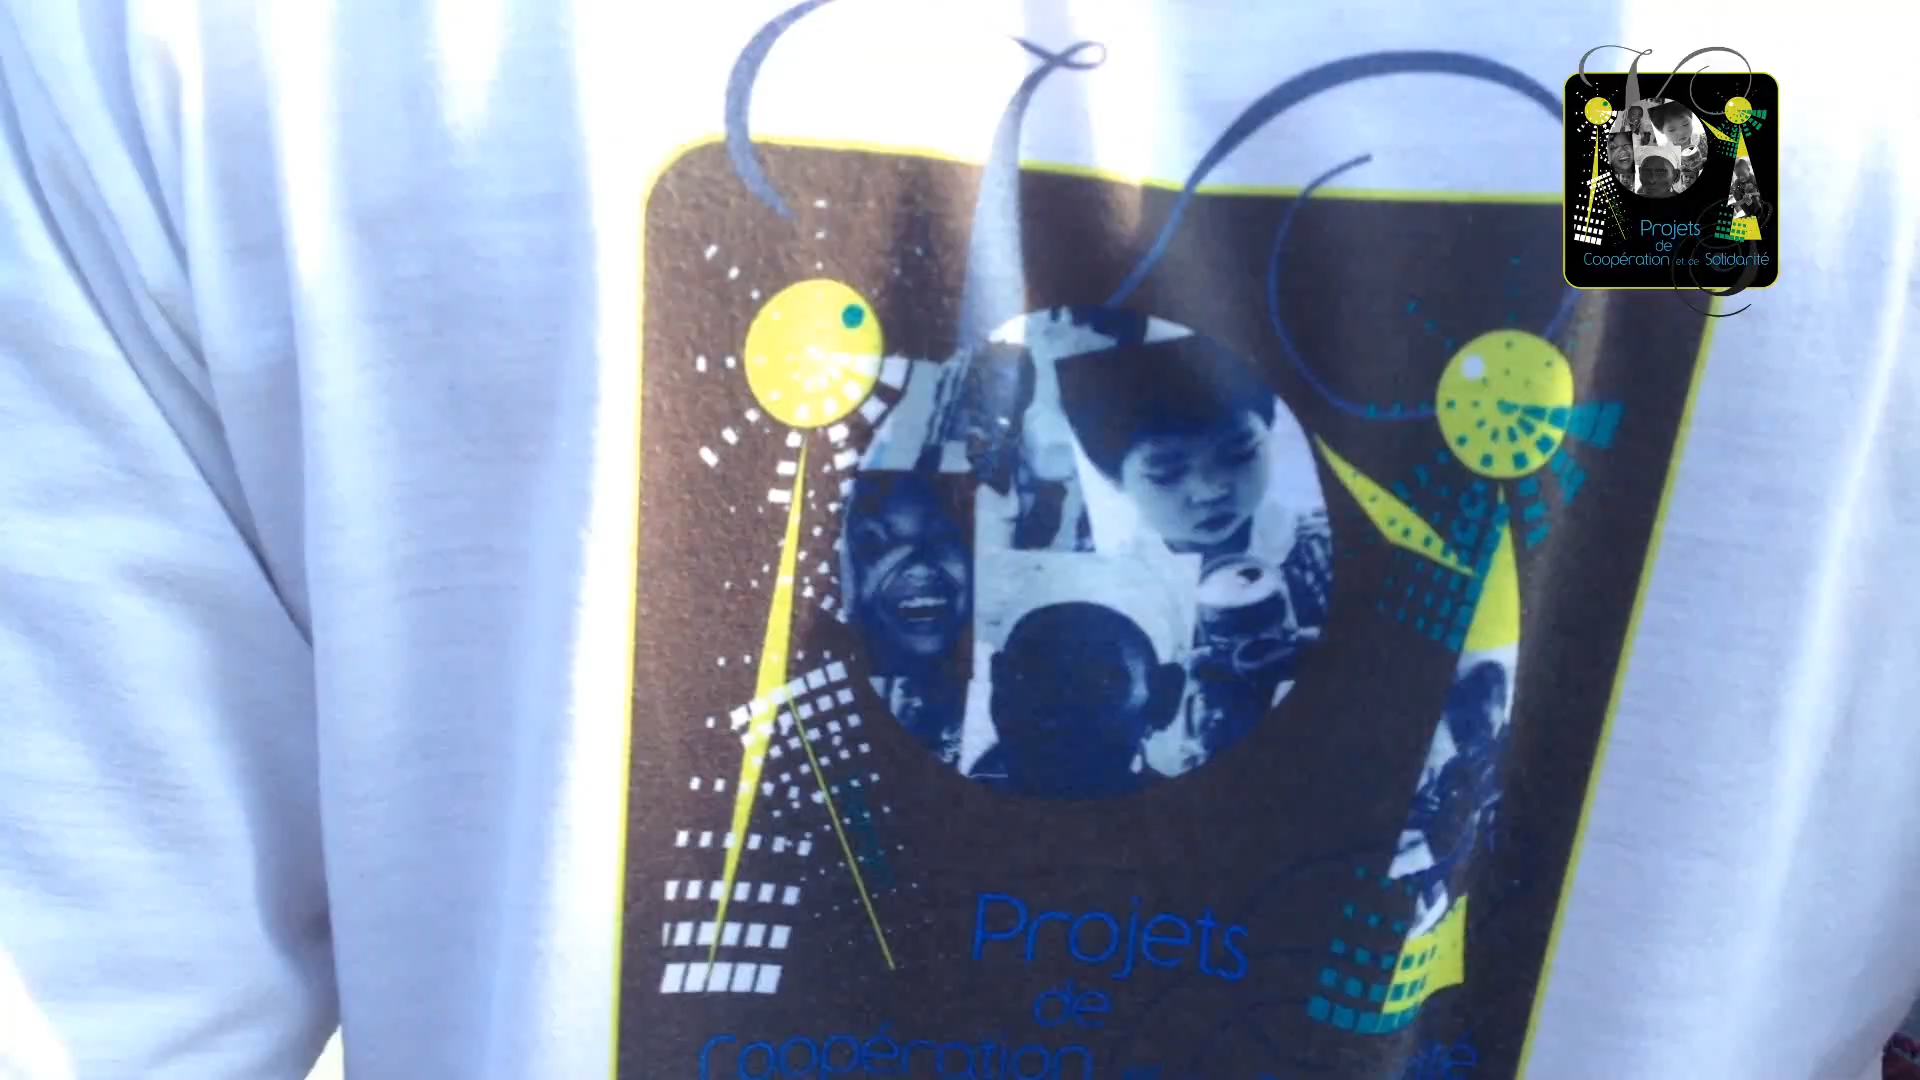 Projets
de
Coopération
Projets
de
Coopération et de Solidarité